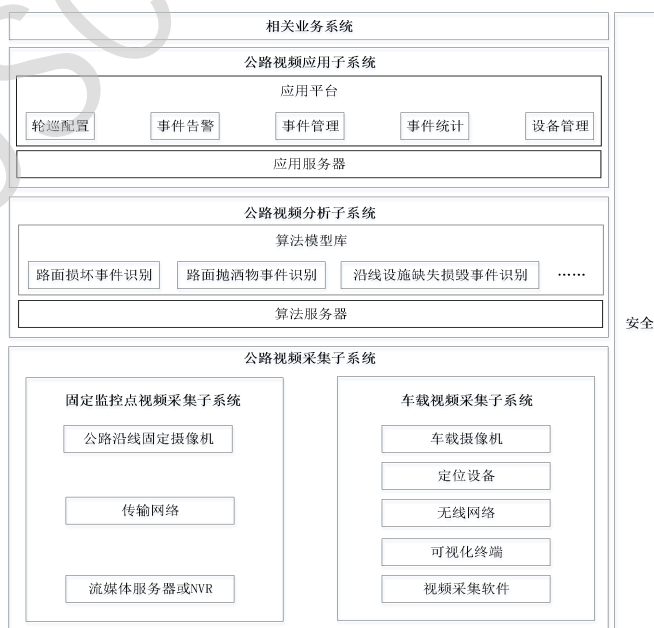 相关业务系统
公路视频应用子系统
应用平台
轮巡配置 事件告警 事件管理 事件统计 设备管理
应用服务器
公路视频分析子系统
算法模型库
路面损坏事件识别 路面抛洒物事件识别 沿线设施缺失损毁事件识别 ……
算法服务器
安全
公路视频采集子系统
固定监控点视频采集子系统
公路沿线固定摄像机
传输网络
流媒体服务器或NVR
车载视频采集子系统
车载摄像机
定位设备
无线网络
可视化终端
视频采集软件